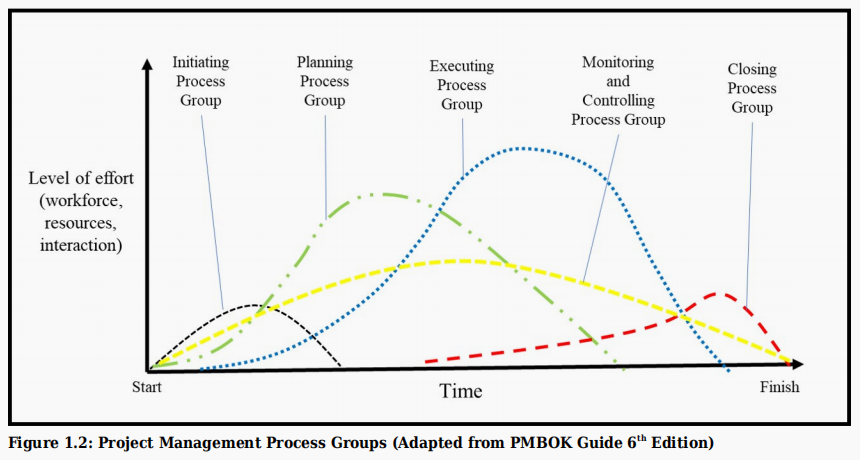 Initiating
Process
Group
Planning
Process
Group
Executing
Process
Group
Monitoring
and
Controlling
Process Group
Closing
Process
Group
Level of effort
(workforce,
resources,
interaction)
Start
Time
Finish
Figure 1.2: Project Management Process Groups (Adapted from PMBOK Guide 6th Edition)